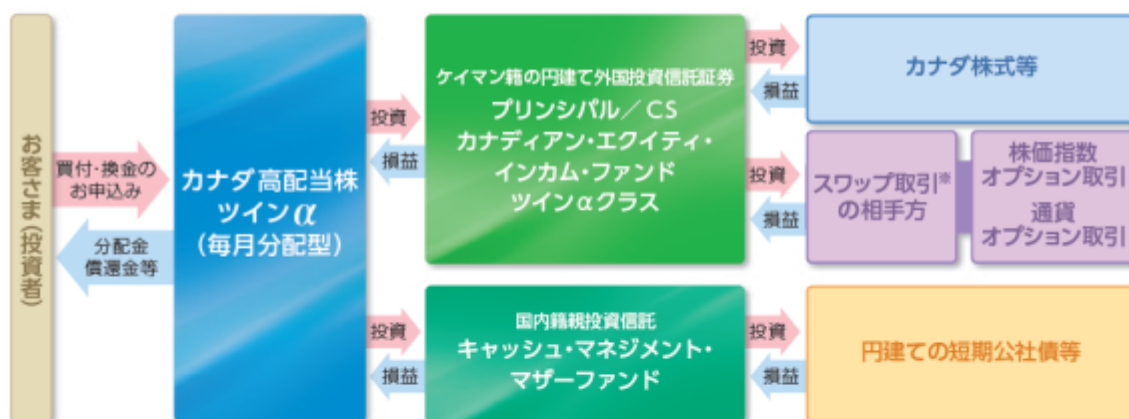 お客さま(投資者)
買付・換金の
お申込み
分配金
償還金等
カナダ高配当株
ツインα
(毎月分配型)
投資
損益
投資
損益
ケイマン籍の円建て外国投資信託証券
プリンシパル/CS
カナディアン・エクイティ・
インカム・ファンド
ツインαクラス
国内籍親投資信託
キャッシュ・マネジメント・
マザーファンド
投資
損益
投資
損益
投資
損益
カナダ株式等
スワップ取引※
の相手方
株価指数
オプション取引
通貨
オプション取引
円建ての短期公社債等